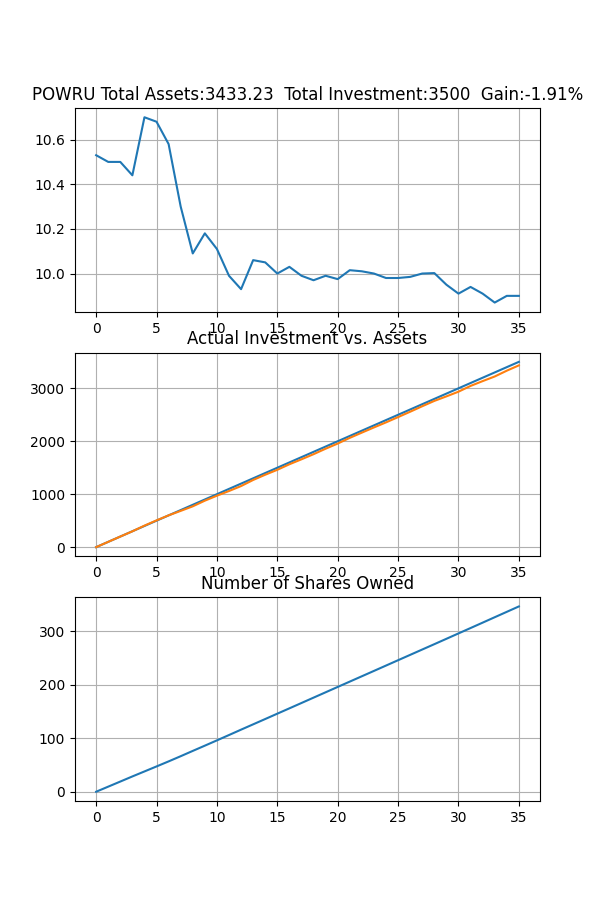 POWRU Total Assets:3433.23  Total Investment:3500  Gain:-1.91%
10.6
10.4
10.2
10.0
0 5 10 15 20 25 30 35
Actual Investment vs. Assets
3000
2000
1000
0
0 5 10 15 20 25 30 35
Number of Shares Owned
300
200
100
0
0 5 10 15 20 25 30 35